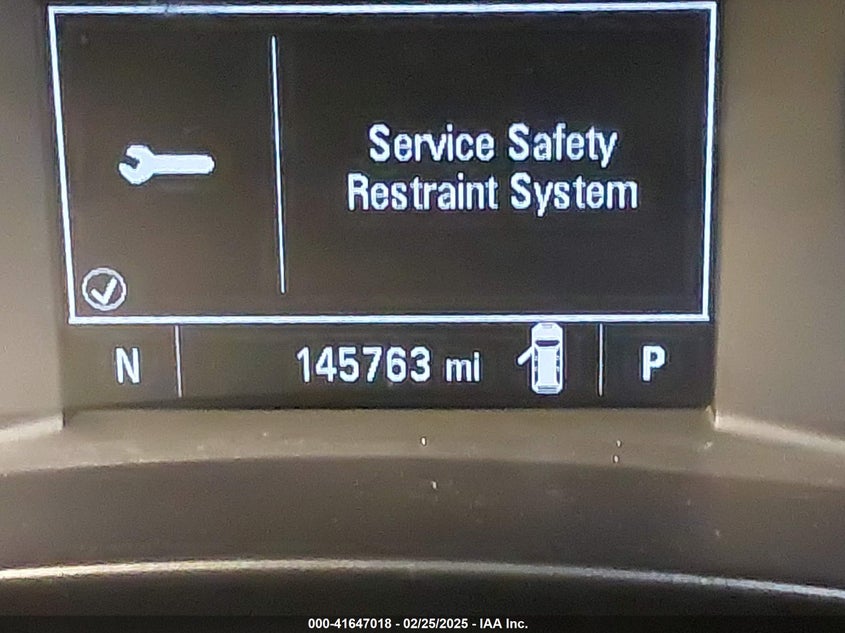 Service Safety
Restraint System
N 145763 mi P
000-41647018 - 02/25/2025 - IAA Inc.